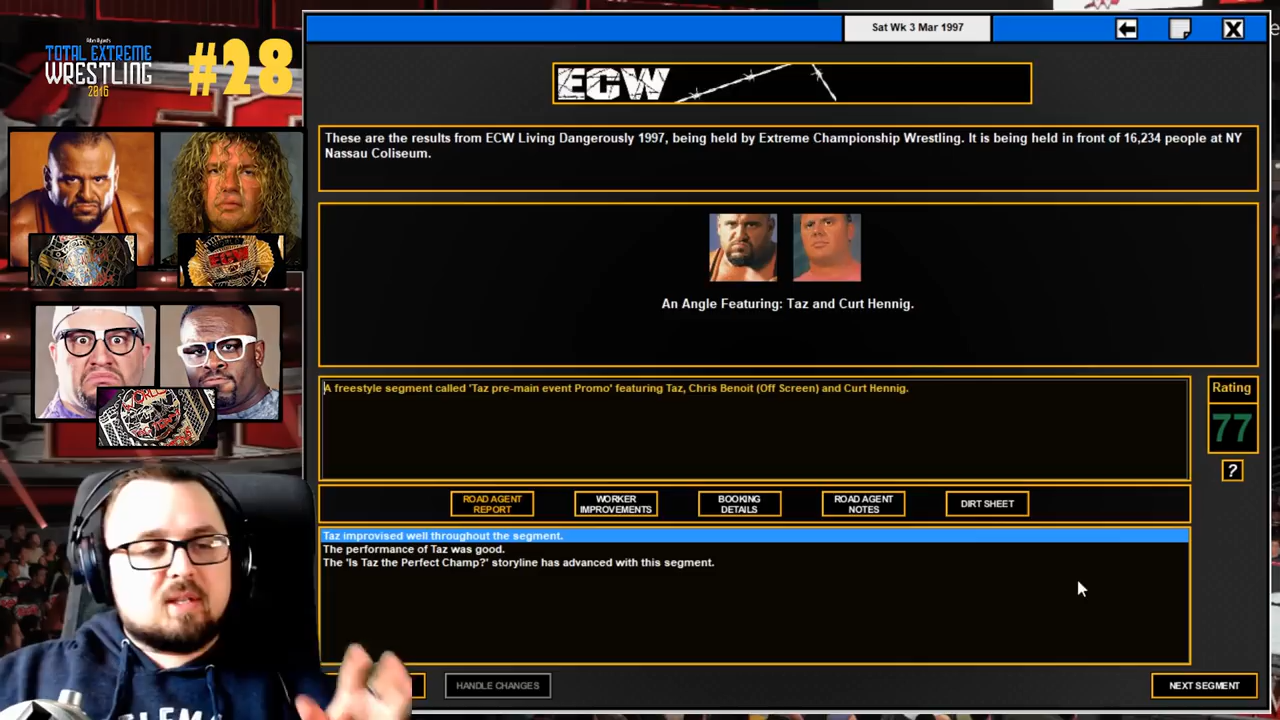 TOTAL EXTREME
WRESTLING
2016
#28
Sat Wk 3 Mar 1997
ECW
These are the results from ECW Living Dangerously 1997, being held by Extreme Championship Wrestling. It is being held in front of 16,234 people at NY
Nassau Coliseum.
An Angle Featuring: Taz and Curt Hennig.
A freestyle segment called 'Taz pre-main event Promo' featuring Taz, Chris Benoit (Off Screen) and Curt Hennig.
Rating
77
?
ROAD AGENT
REPORT
WORKER
IMPROVEMENTS
BOOKING
DETAILS
ROAD AGENT
NOTES
DIRT SHEET
Taz improvised well throughout the segment.
The performance of Taz was good.
The 'Is Taz the Perfect Champ?' storyline has advanced with this segment.
HANDLE CHANGES
NEXT SEGMENT